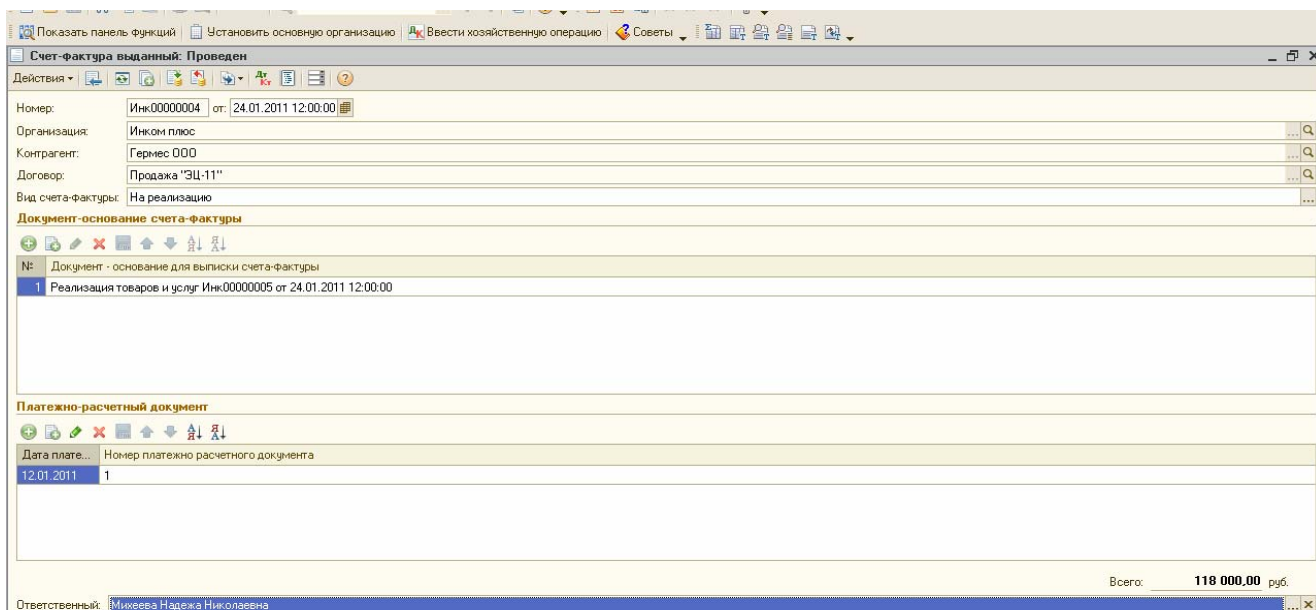 Показать панель функций Установить основную организацию Ввести хозяйственную операцию Советы
Счет-фактура выданный: Проведен
Действия
Номер: Инк00000004 от: 24.01.2011 12:00:00
Организация: Инком плюс
Контрагент: Гермес ООО
Договор: Продажа "ЭЦ-11"
Вид счета-фактуры: На реализацию
Документ-основание счета-фактуры
№ Документ - основание для выписки счета-фактуры
1 Реализация товаров и услуг Инк00000005 от 24.01.2011 12:00:00
Платежно-расчетный документ
Дата плате... Номер платежно расчетного документа
12.01.2011 1
Всего: 118 000,00 руб.
Ответственный: Михеева Надежа Николаевна